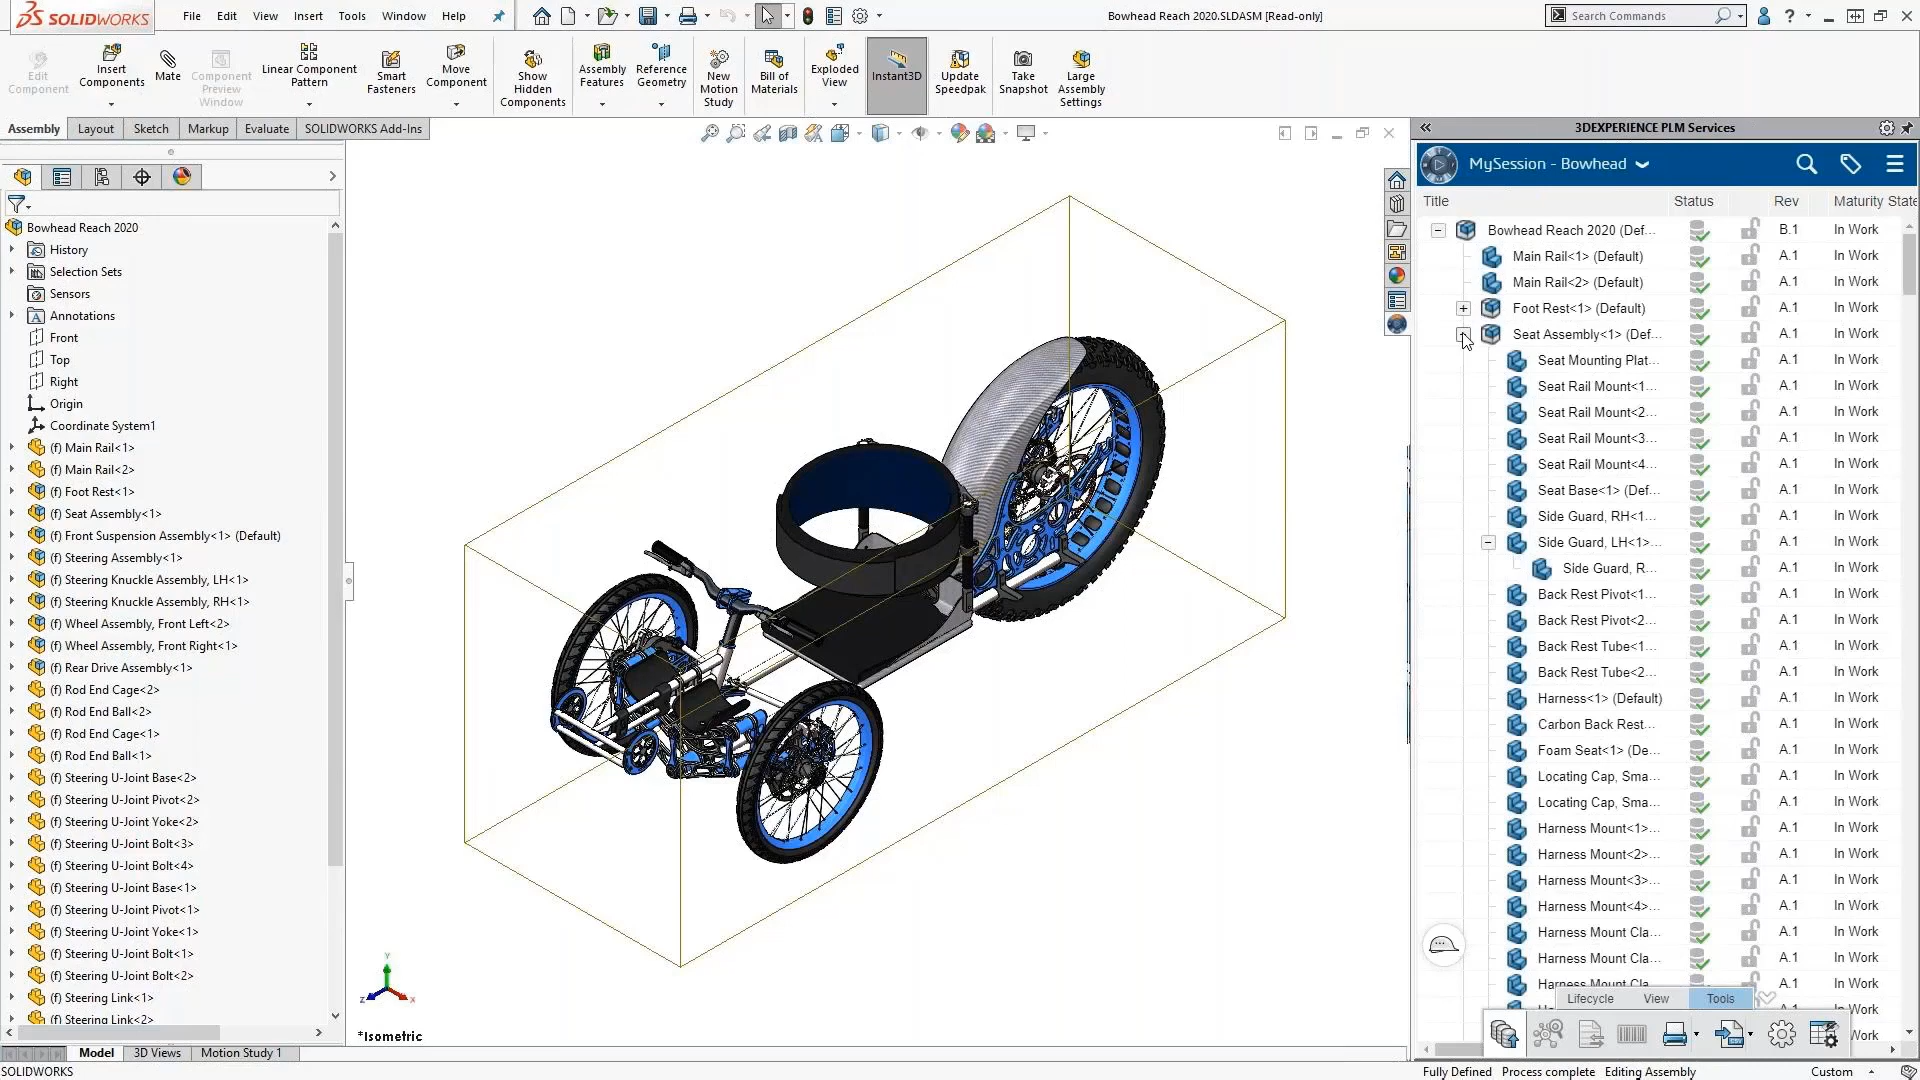 SOLIDWORKS File Edit View Insert Tools Window Help
Bowhead Reach 2020.SLDASM [Read-only]
Search Commands
Edit Component
Insert Components
Mate
Component Preview Window
Linear Component Pattern
Smart Fasteners
Move Component
Show Hidden Components
Assembly Features
Reference Geometry
New Motion Study
Bill of Materials
Exploded View
Instant3D
Update Speedpak
Take Snapshot
Large Assembly Settings
Assembly Layout Sketch Markup Evaluate SOLIDWORKS Add-Ins
Bowhead Reach 2020
History
Selection Sets
Sensors
Annotations
Front
Top
Right
Origin
Coordinate System1
(f) Main Rail<1>
(f) Main Rail<2>
(f) Foot Rest<1>
(f) Seat Assembly<1>
(f) Front Suspension Assembly<1> (Default)
(f) Steering Assembly<1>
(f) Steering Knuckle Assembly, LH<1>
(f) Steering Knuckle Assembly, RH<1>
(f) Wheel Assembly, Front Left<2>
(f) Wheel Assembly, Front Right<1>
(f) Rear Drive Assembly<1>
(f) Rod End Cage<2>
(f) Rod End Ball<2>
(f) Rod End Cage<1>
(f) Rod End Ball<1>
(f) Steering U-Joint Base<2>
(f) Steering U-Joint Pivot<2>
(f) Steering U-Joint Yoke<2>
(f) Steering U-Joint Bolt<3>
(f) Steering U-Joint Bolt<4>
(f) Steering U-Joint Base<1>
(f) Steering U-Joint Pivot<1>
(f) Steering U-Joint Yoke<1>
(f) Steering U-Joint Bolt<1>
(f) Steering U-Joint Bolt<2>
(f) Steering Link<1>
(f) Steering Link<2>
Y
Z
X
*Isometric
3DEXPERIENCE PLM Services
MySession - Bowhead
Title Status Rev Maturity State
Bowhead Reach 2020 (Def... B.1 In Work
Main Rail<1> (Default) A.1 In Work
Main Rail<2> (Default) A.1 In Work
Foot Rest<1> (Default) A.1 In Work
Seat Assembly<1> (Def... A.1 In Work
Seat Mounting Plat... A.1 In Work
Seat Rail Mount<1... A.1 In Work
Seat Rail Mount<2... A.1 In Work
Seat Rail Mount<3... A.1 In Work
Seat Rail Mount<4... A.1 In Work
Seat Base<1> (Def... A.1 In Work
Side Guard, RH<1... A.1 In Work
Side Guard, LH<1>... A.1 In Work
Side Guard, R... A.1 In Work
Back Rest Pivot<1... A.1 In Work
Back Rest Pivot<2... A.1 In Work
Back Rest Tube<1... A.1 In Work
Back Rest Tube<2... A.1 In Work
Harness<1> (Default) A.1 In Work
Carbon Back Rest... A.1 In Work
Foam Seat<1> (De... A.1 In Work
Locating Cap, Sma... A.1 In Work
Locating Cap, Sma... A.1 In Work
Harness Mount<1>... A.1 In Work
Harness Mount<2>... A.1 In Work
Harness Mount<3>... A.1 In Work
Harness Mount<4>... A.1 In Work
Harness Mount Cla... A.1 In Work
Harness Mount Cla... A.1 In Work
Harness Mount Cla... A.1 In Work
In Work
Lifecycle View Tools
Work
Model 3D Views Motion Study 1
SOLIDWORKS
Fully Defined Process complete Editing Assembly Custom